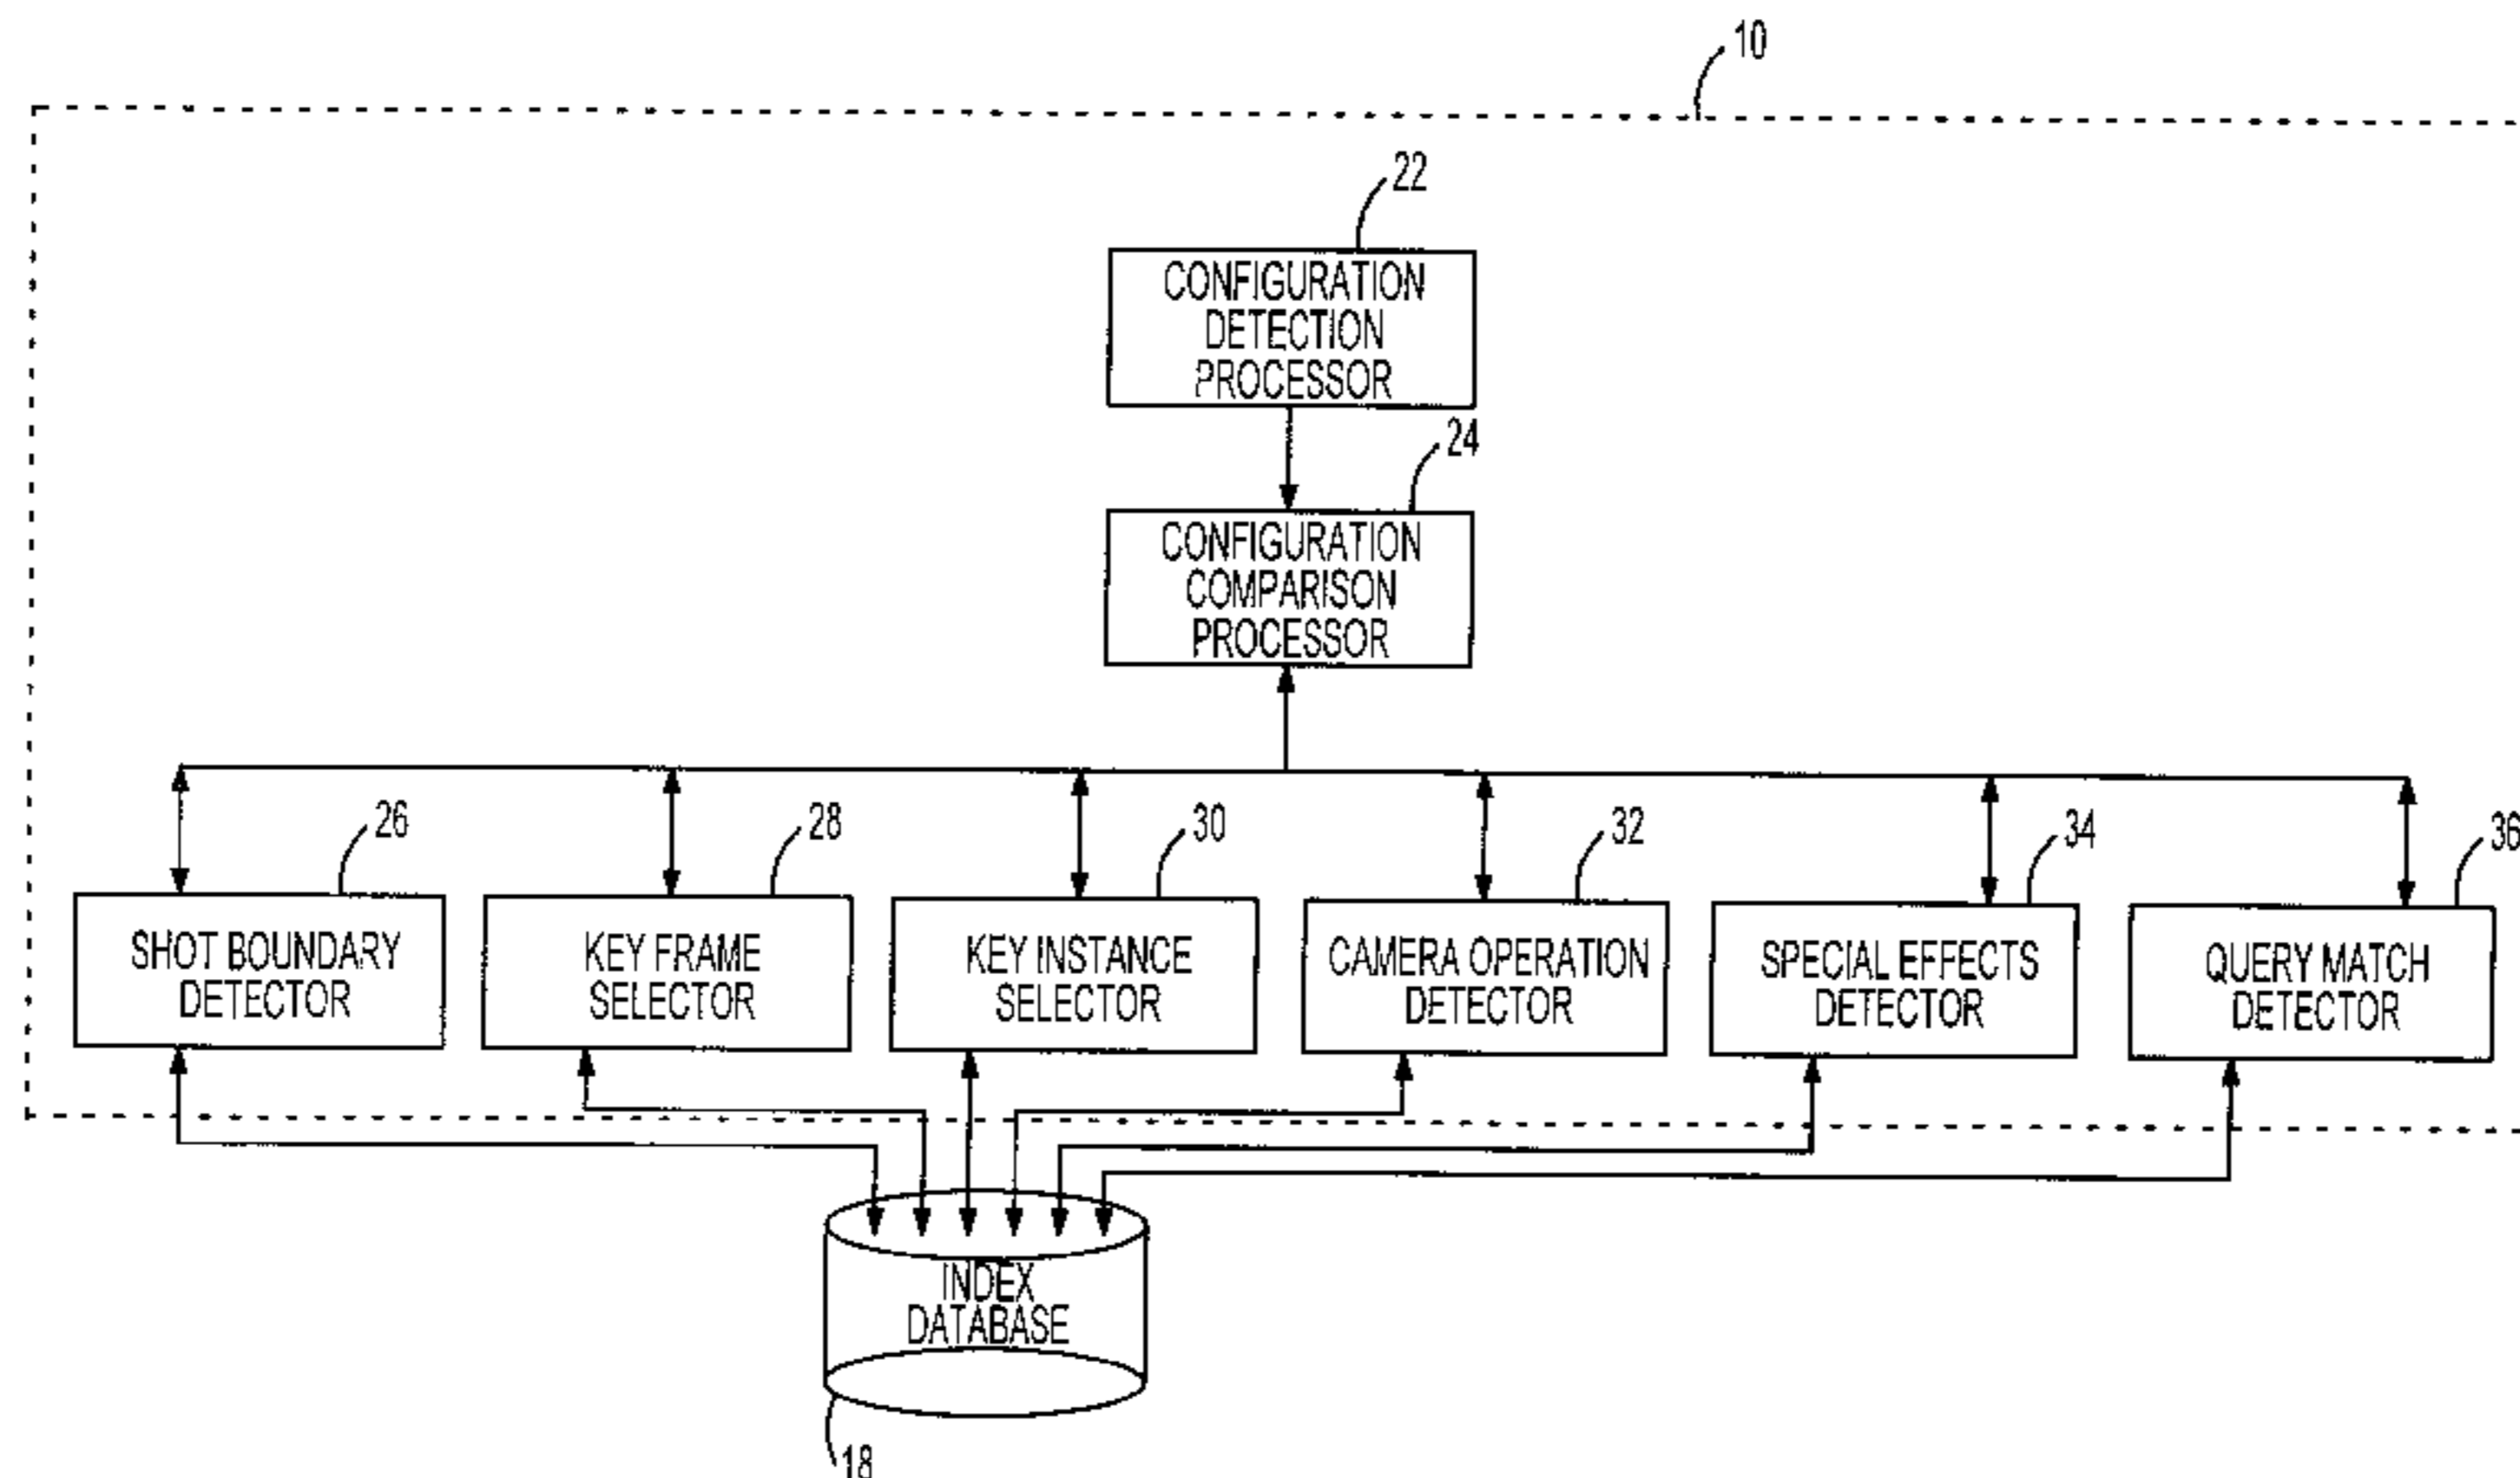 10
22
CONFIGURATION
DETECTION
PROCESSOR
24
CONFIGURATION
COMPARISON
PROCESSOR
26
28
30
32
34
36
SHOT BOUNDARY
DETECTOR
KEY FRAME
SELECTOR
KEY INSTANCE
SELECTOR
CAMERA OPERATION
DETECTOR
SPECIAL EFFECTS
DETECTOR
QUERY MATCH
DETECTOR
INDEX
DATABASE
18